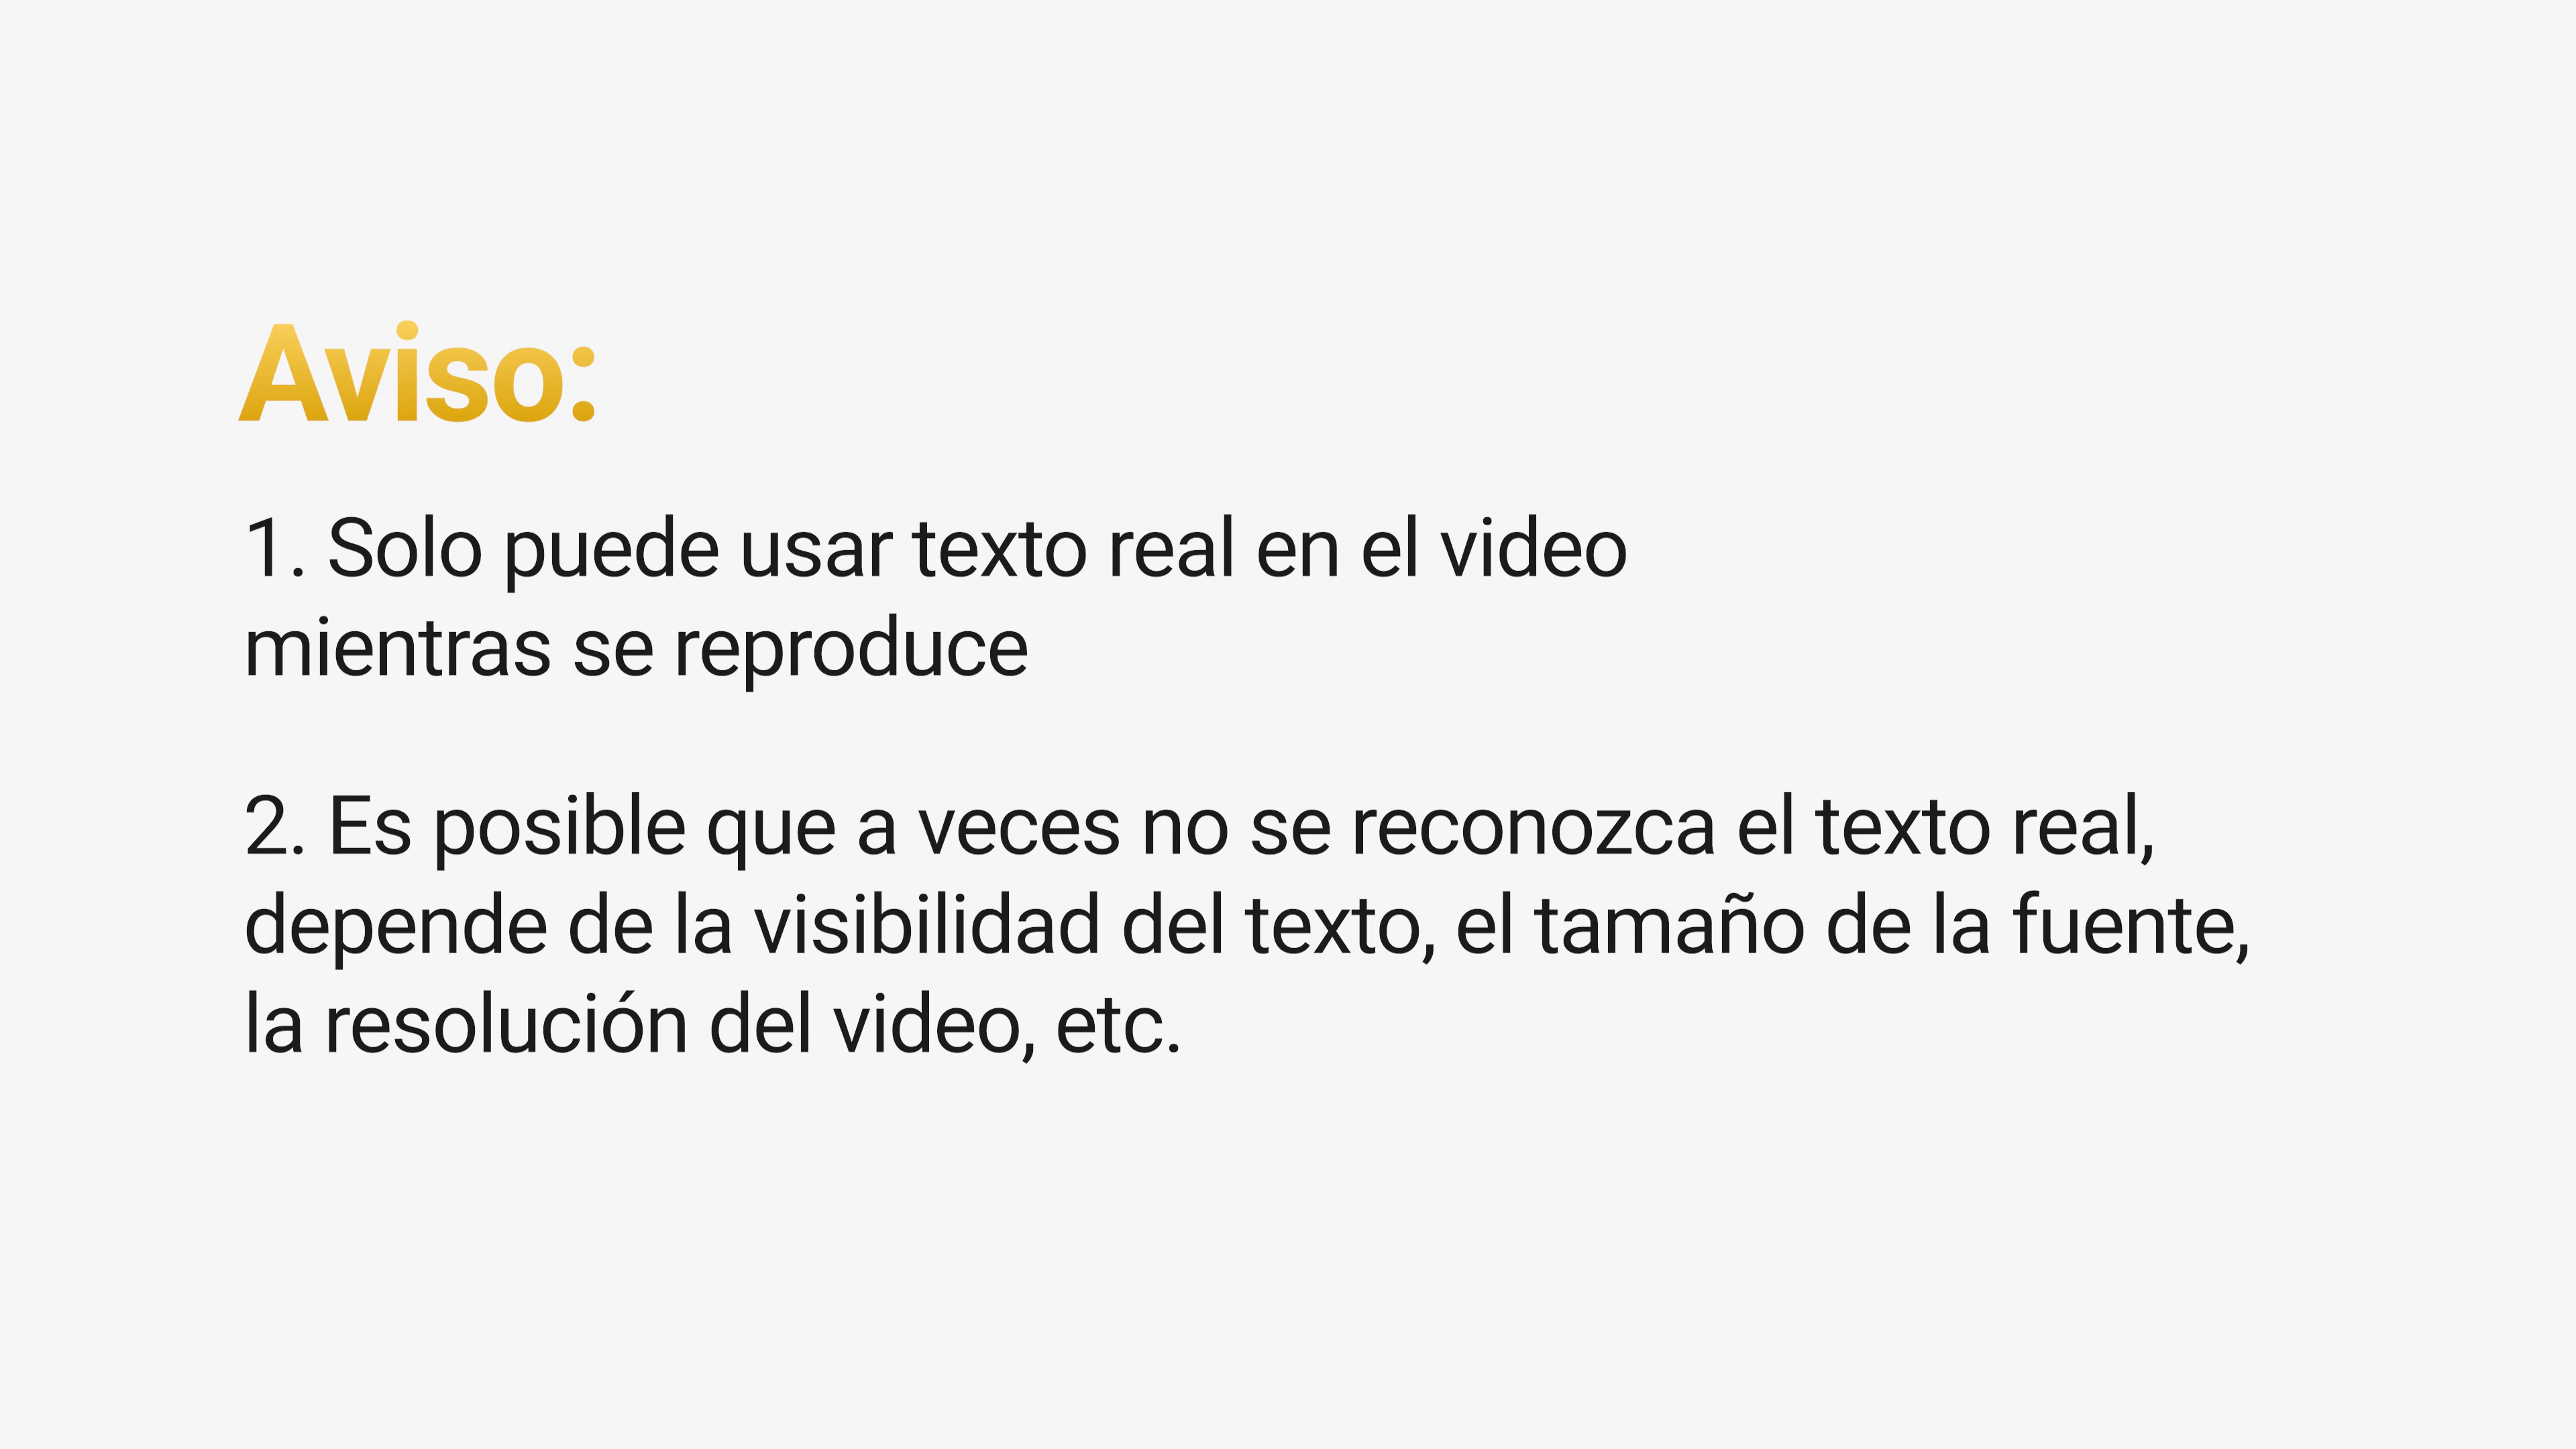 Aviso:
1. Solo puede usar texto real en el video
mientras se reproduce
2. Es posible que a veces no se reconozca el texto real,
depende de la visibilidad del texto, el tamaño de la fuente,
la resolución del video, etc.